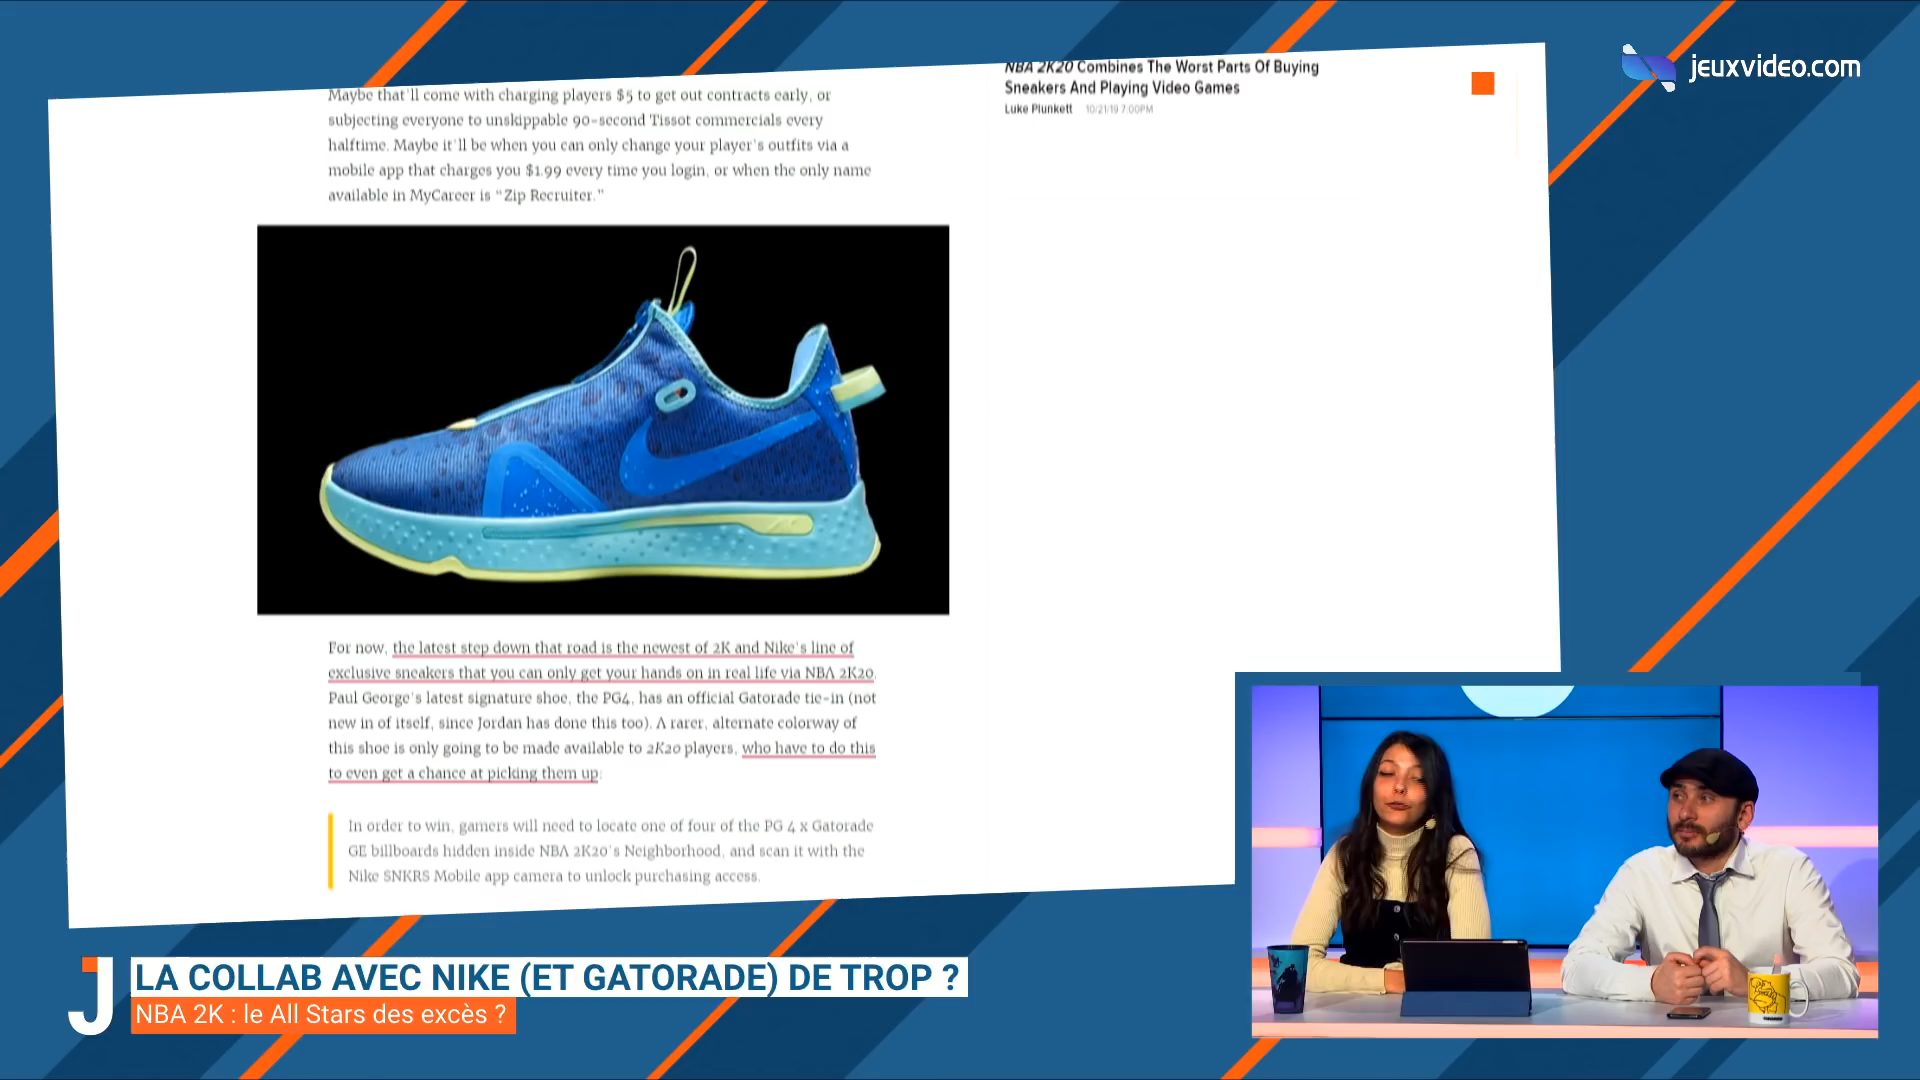 Maybe that'll come with charging players $5 to get out contracts early, or
subjecting everyone to unskippable 90-second Tissot commercials every
halftime. Maybe it'll be when you can only change your player's outfits via a
mobile app that charges you $1.99 every time you login, or when the only name
available in MyCareer is “Zip Recruiter.”
NBA 2K20 Combines The Worst Parts Of Buying
Sneakers And Playing Video Games
Luke Plunkett 10/21/19 7:00PM
jeuxvideo.com
For now, the latest step down that road is the newest of 2K and Nike's line of
exclusive sneakers that you can only get your hands on in real life via NBA 2K20.
Paul George's latest signature shoe, the PG4, has an official Gatorade tie-in (not
new in of itself, since Jordan has done this too). A rarer, alternate colorway of
this shoe is only going to be made available to 2K20 players, who have to do this
to even get a chance at picking them up:
In order to win, gamers will need to locate one of four of the PG 4 x Gatorade
GE billboards hidden inside NBA 2K20's Neighborhood, and scan it with the
Nike SNKRS Mobile app camera to unlock purchasing access.
J
LA COLLAB AVEC NIKE (ET GATORADE) DE TROP ?
NBA 2K : le All Stars des excès ?